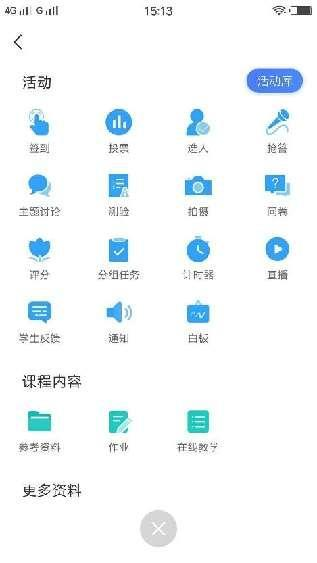 4G G 15:13
活动 活动库
签到 投票 选人 抢答
主题讨论 测验 拍摄 问卷
评分 分组任务 计时器 直播
学生反馈 通知 白板
课程内容
参考资料 作业 在线教学
更多资料